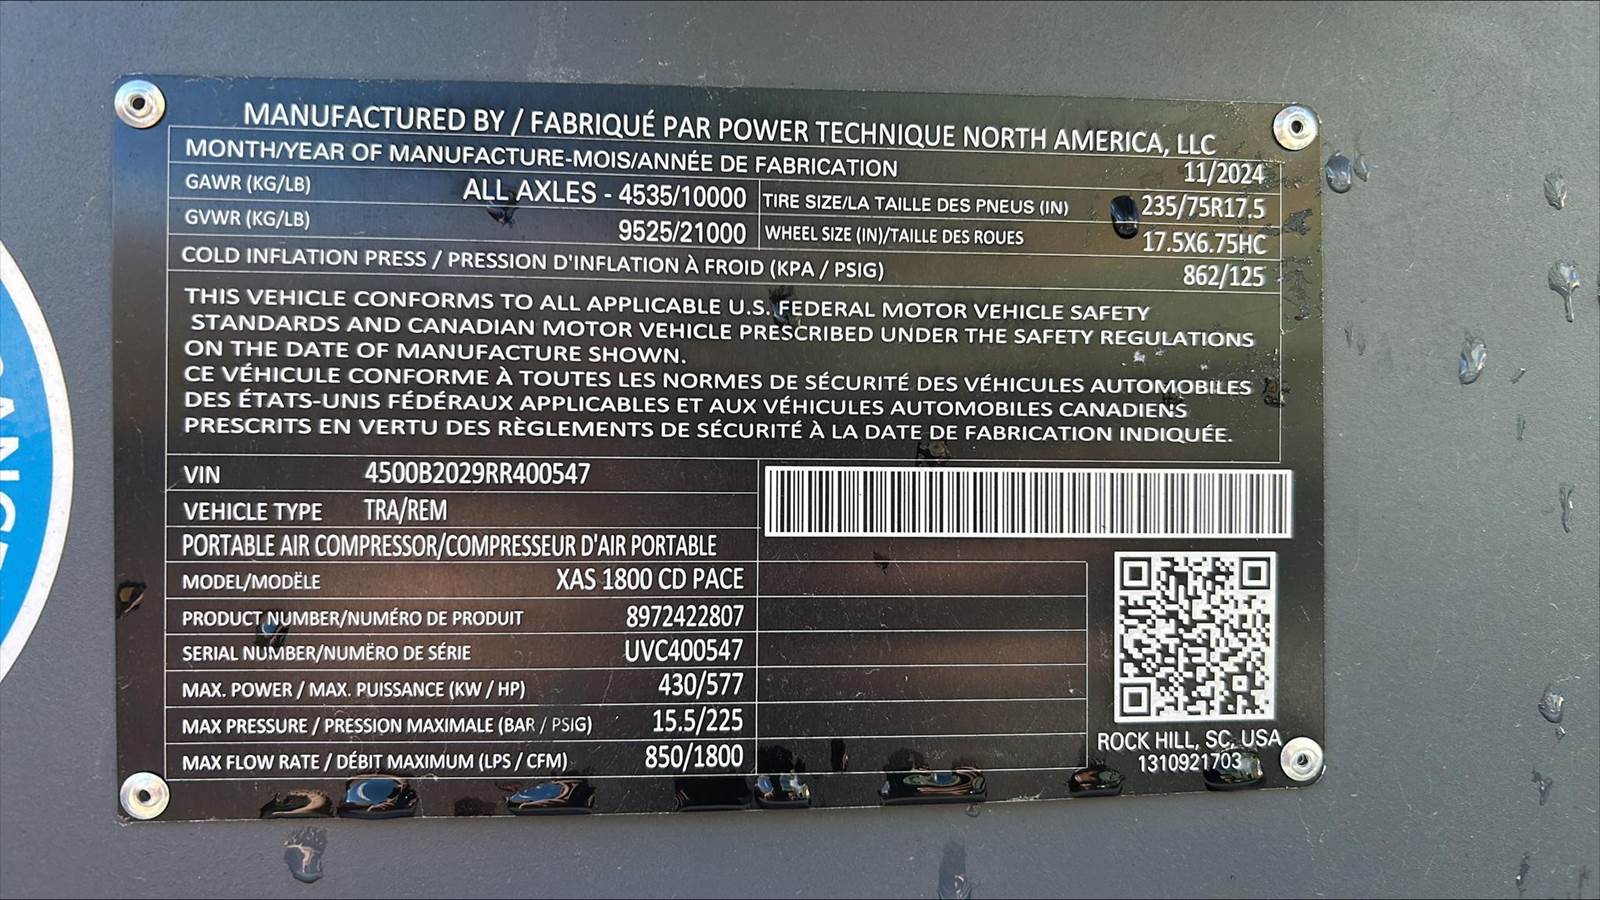 MANUFACTURED BY / FABRIQUÉ PAR POWER TECHNIQUE NORTH AMERICA, LLC
MONTH/YEAR OF MANUFACTURE-MOIS/ANNÉE DE FABRICATION 11/2024
GAWR (KG/LB) ALL AXLES - 4535/10000 TIRE SIZE/LA TAILLE DES PNEUS (IN) 235/75R17.5
GVWR (KG/LB) 9525/21000 WHEEL SIZE (IN)/TAILLE DES ROUES 17.5X6.75HC
COLD INFLATION PRESS / PRESSION D'INFLATION À FROID (KPA / PSIG) 862/125
THIS VEHICLE CONFORMS TO ALL APPLICABLE U.S. FEDERAL MOTOR VEHICLE SAFETY
STANDARDS AND CANADIAN MOTOR VEHICLE PRESCRIBED UNDER THE SAFETY REGULATIONS
ON THE DATE OF MANUFACTURE SHOWN.
CE VÉHICULE CONFORME À TOUTES LES NORMES DE SÉCURITÉ DES VÉHICULES AUTOMOBILES
DES ÉTATS-UNIS FÉDÉRAUX APPLICABLES ET AUX VÉHICULES AUTOMOBILES CANADIENS
PRESCRITS EN VERTU DES RÈGLEMENTS DE SÉCURITÉ À LA DATE DE FABRICATION INDIQUÉE.
VIN 4500B2029RR400547
VEHICLE TYPE TRA/REM
PORTABLE AIR COMPRESSOR/COMPRESSEUR D'AIR PORTABLE
MODEL/MODËLE XAS 1800 CD PACE
PRODUCT NUMBER/NUMÉRO DE PRODUIT 8972422807
SERIAL NUMBER/NUMËRO DE SÉRIE UVC400547
MAX. POWER / MAX. PUISSANCE (KW / HP) 430/577
MAX PRESSURE / PRESSION MAXIMALE (BAR / PSIG) 15.5/225
MAX FLOW RATE / DÉBIT MAXIMUM (LPS / CFM) 850/1800
ROCK HILL, SC, USA
1310921703